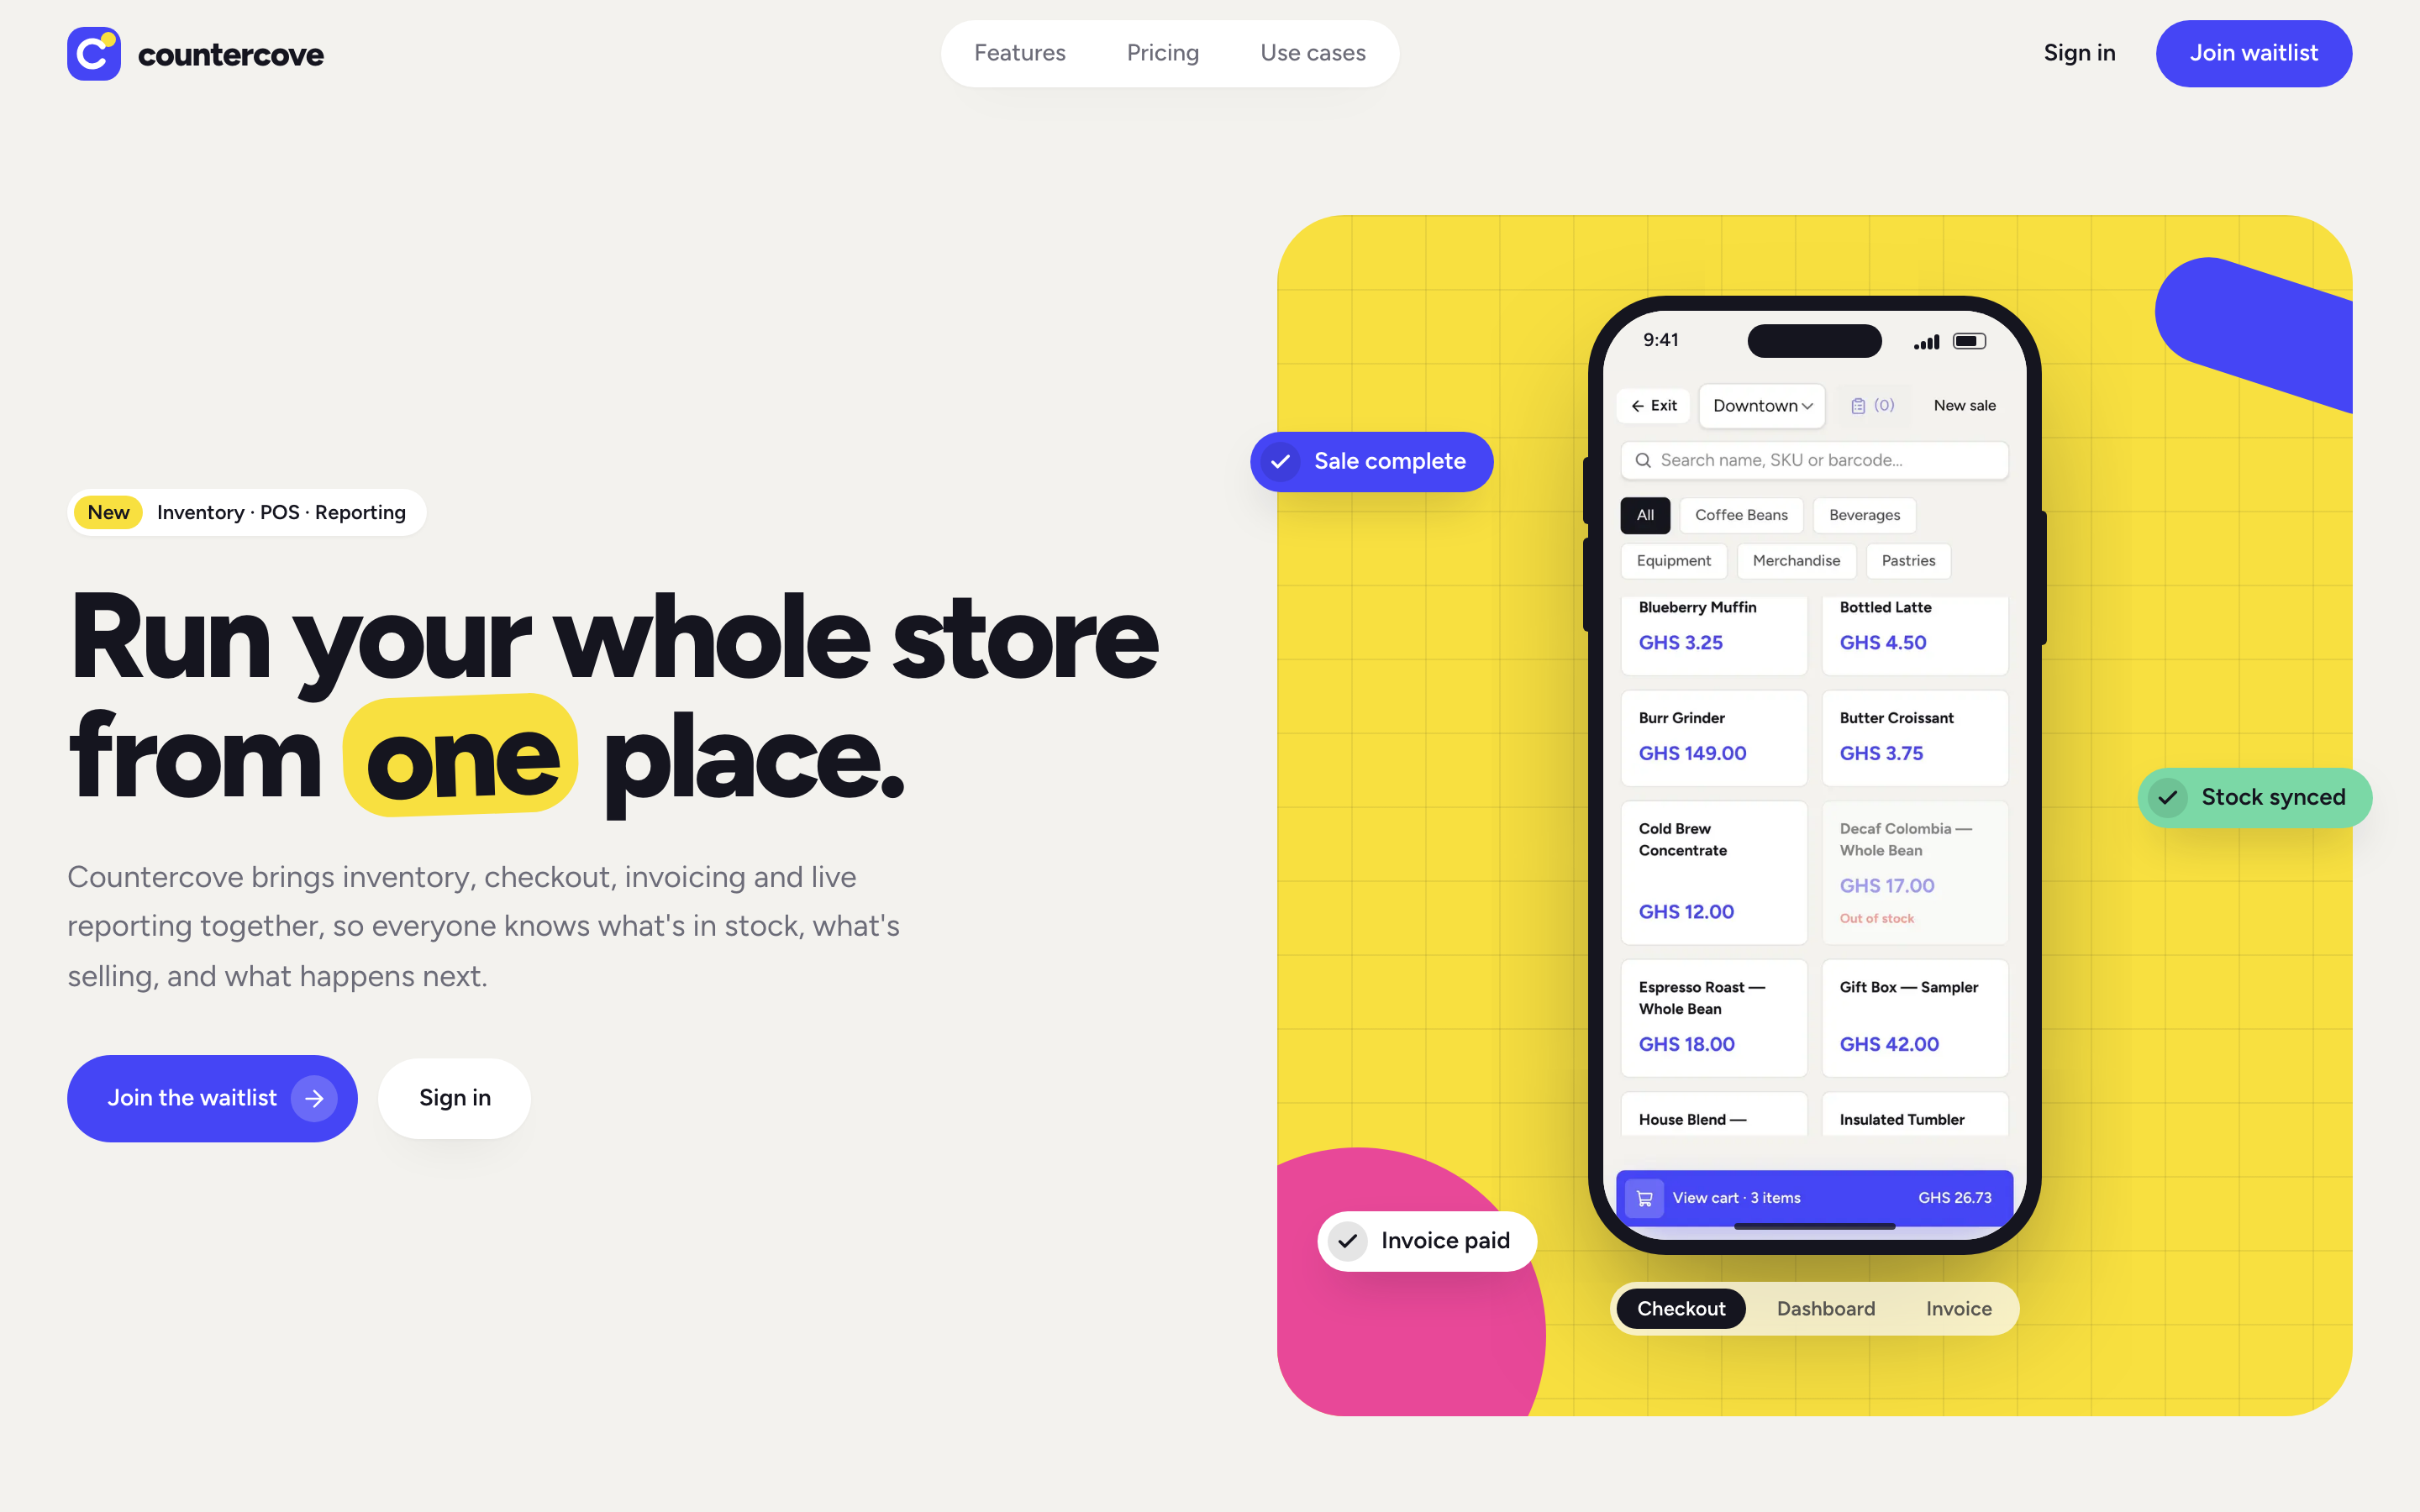 countercove
Features Pricing Use cases
Sign in Join waitlist
New Inventory · POS · Reporting
Run your whole store
from one place.
Countercove brings inventory, checkout, invoicing and live
reporting together, so everyone knows what's in stock, what's
selling, and what happens next.
Join the waitlist Sign in
Sale complete
Stock synced
Invoice paid
9:41
Exit Downtown (0) New sale
Search name, SKU or barcode...
All Coffee Beans Beverages
Equipment Merchandise Pastries
Blueberry Muffin Bottled Latte
GHS 3.25 GHS 4.50
Burr Grinder Butter Croissant
GHS 149.00 GHS 3.75
Cold Brew
Concentrate
GHS 12.00
Decaf Colombia —
Whole Bean
GHS 17.00
Out of stock
Espresso Roast —
Whole Bean
GHS 18.00
Gift Box — Sampler
GHS 42.00
House Blend — Insulated Tumbler
View cart · 3 items GHS 26.73
Checkout Dashboard Invoice